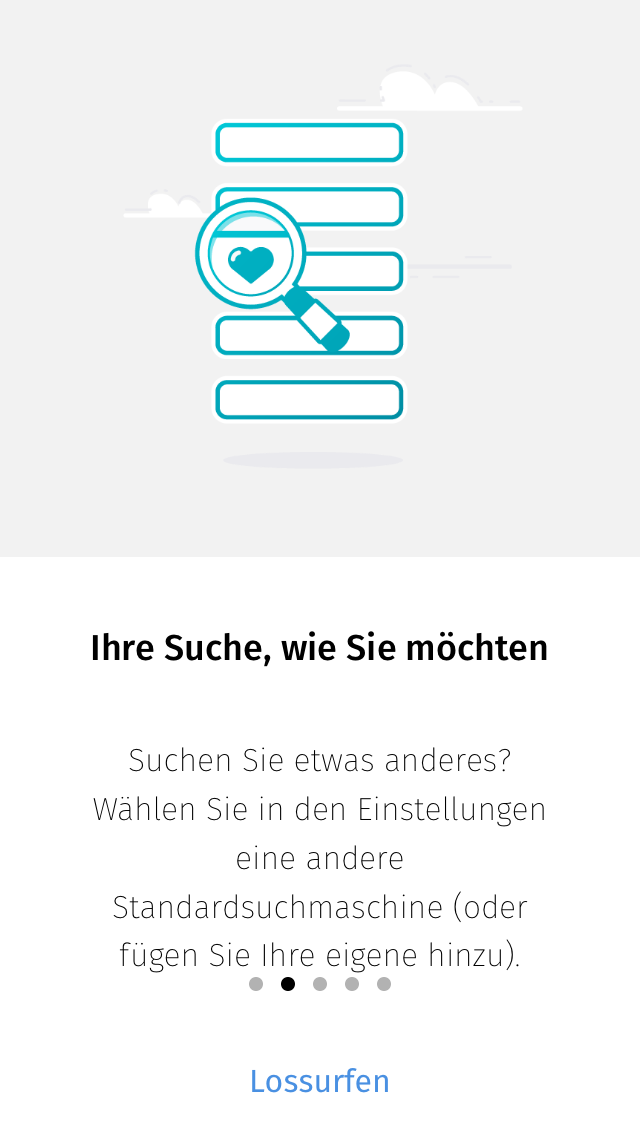 Ihre Suche, wie Sie möchten
Suchen Sie etwas anderes?
Wählen Sie in den Einstellungen
eine andere
Standardsuchmaschine (oder
fügen Sie Ihre eigene hinzu).
Lossurfen